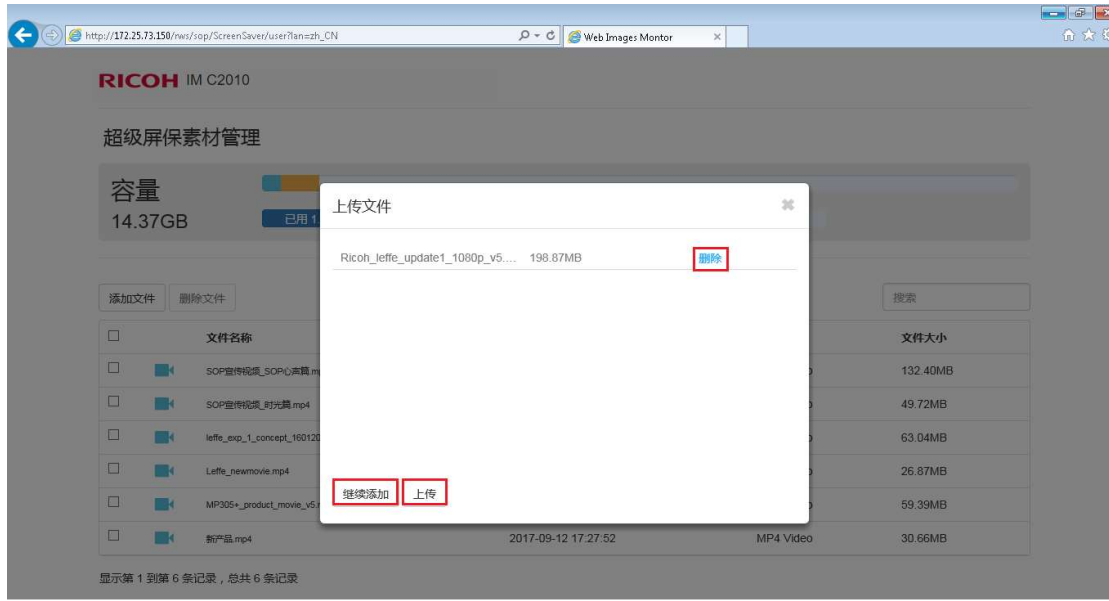 http://172.25.73.150/rws/sop/ScreenSaver/user?lan=zh_CN
Web Images Montor
RICOH IM C2010
超级屏保素材管理
容量
14.37GB
已用 1
上传文件
Ricoh_leffe_update1_1080p_v5.... 198.87MB 删除
添加文件 删除文件 搜索
文件名称 文件大小
SOP宣传视频_SOP心声篇.m 132.40MB
SOP宣传视频_时光篇.mp4 49.72MB
leffe_exp_1_concept_160120 63.04MB
Leffe_newmovie.mp4 26.87MB
MP305+_product_movie_v5.m 59.39MB
新产品.mp4 2017-09-12 17:27:52 MP4 Video 30.66MB
继续添加 上传
显示第 1 到第 6 条记录，总共 6 条记录